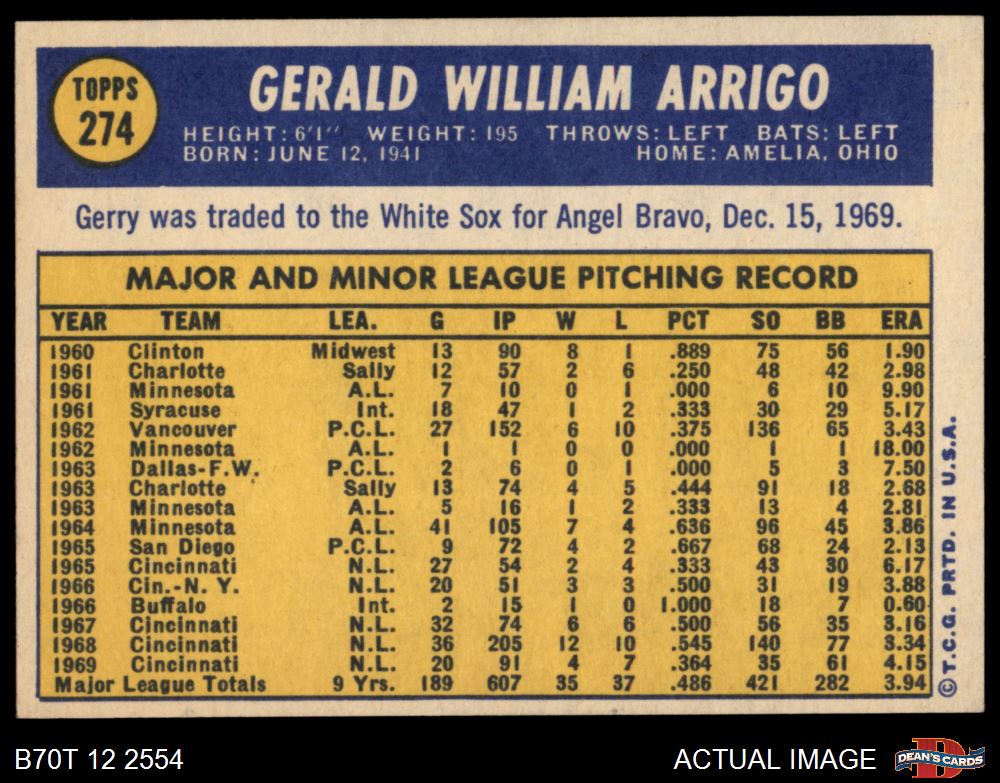 TOPPS
274
GERALD WILLIAM ARRIGO
HEIGHT: 6'1" WEIGHT: 195 THROWS: LEFT BATS: LEFT
BORN: JUNE 12, 1941 HOME: AMELIA, OHIO
Gerry was traded to the White Sox for Angel Bravo, Dec. 15, 1969.
MAJOR AND MINOR LEAGUE PITCHING RECORD
YEAR TEAM LEA. G IP W L PCT SO BB ERA
1960 Clinton Midwest 13 90 8 1 .889 75 56 1.90
1961 Charlotte Sally 12 57 2 6 .250 48 42 2.98
1961 Minnesota A.L. 7 10 0 1 .000 6 10 9.90
1961 Syracuse Int. 18 47 1 2 .333 30 29 5.17
1962 Vancouver P.C.L. 27 152 6 10 .375 136 65 3.43
1962 Minnesota A.L. 1 1 0 0 .000 1 1 18.00
1963 Dallas-F.W. P.C.L. 2 6 0 1 .000 5 3 7.50
1963 Charlotte Sally 13 74 4 5 .444 91 18 2.68
1963 Minnesota A.L. 5 16 1 2 .333 13 4 2.81
1964 Minnesota A.L. 41 105 7 4 .636 96 45 3.86
1965 San Diego P.C.L. 9 72 4 2 .667 68 24 2.13
1965 Cincinnati N.L. 27 54 2 4 .333 43 30 6.17
1966 Cin.-N. Y. N.L. 20 51 3 3 .500 31 19 3.88
1966 Buffalo Int. 2 15 1 0 1.000 18 7 0.60
1967 Cincinnati N.L. 32 74 6 6 .500 56 35 3.16
1968 Cincinnati N.L. 36 205 12 10 .545 140 77 3.34
1969 Cincinnati N.L. 20 91 4 7 .364 35 61 4.15
Major League Totals 9 Yrs. 189 607 35 37 .486 421 282 3.94
© T.C.G. PRTD. IN U.S.A.
B70T 12 2554 ACTUAL IMAGE
DEAN'S CARDS